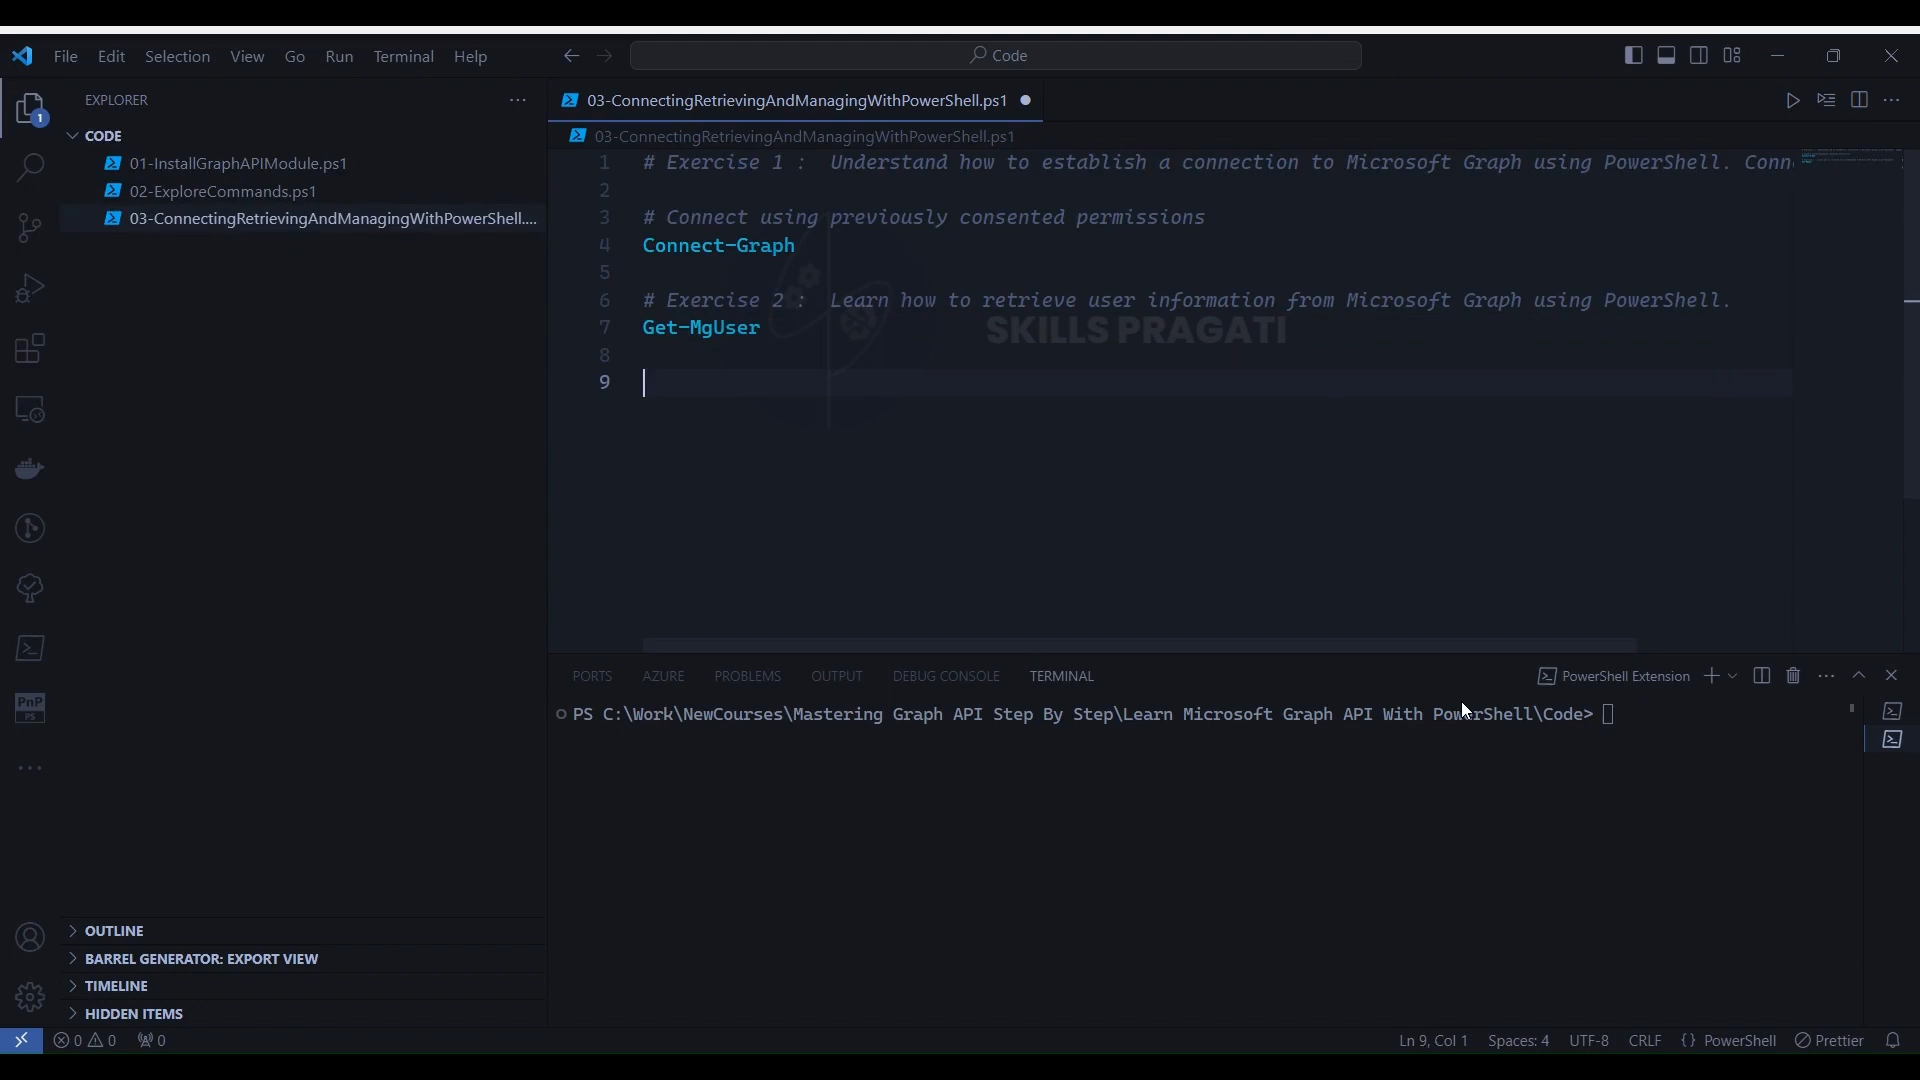 File Edit Selection View Go Run Terminal Help
Code
EXPLORER
1
CODE
01-InstallGraphAPIModule.ps1
02-ExploreCommands.ps1
03-ConnectingRetrievingAndManagingWithPowerShell....
PnP
PS
OUTLINE
BARREL GENERATOR: EXPORT VIEW
TIMELINE
HIDDEN ITEMS
03-ConnectingRetrievingAndManagingWithPowerShell.ps1
03-ConnectingRetrievingAndManagingWithPowerShell.ps1
1 # Exercise 1 : Understand how to establish a connection to Microsoft Graph using PowerShell. Conn
2
3 # Connect using previously consented permissions
4 Connect-Graph
5
6 # Exercise 2 : Learn how to retrieve user information from Microsoft Graph using PowerShell.
7 Get-MgUser
8
9
SKILLS PRAGATI
PORTS AZURE PROBLEMS OUTPUT DEBUG CONSOLE TERMINAL PowerShell Extension
PS C:\Work\NewCourses\Mastering Graph API Step By Step\Learn Microsoft Graph API With PowerShell\Code>
0 0 0 Ln 9, Col 1 Spaces: 4 UTF-8 CRLF {} PowerShell Prettier